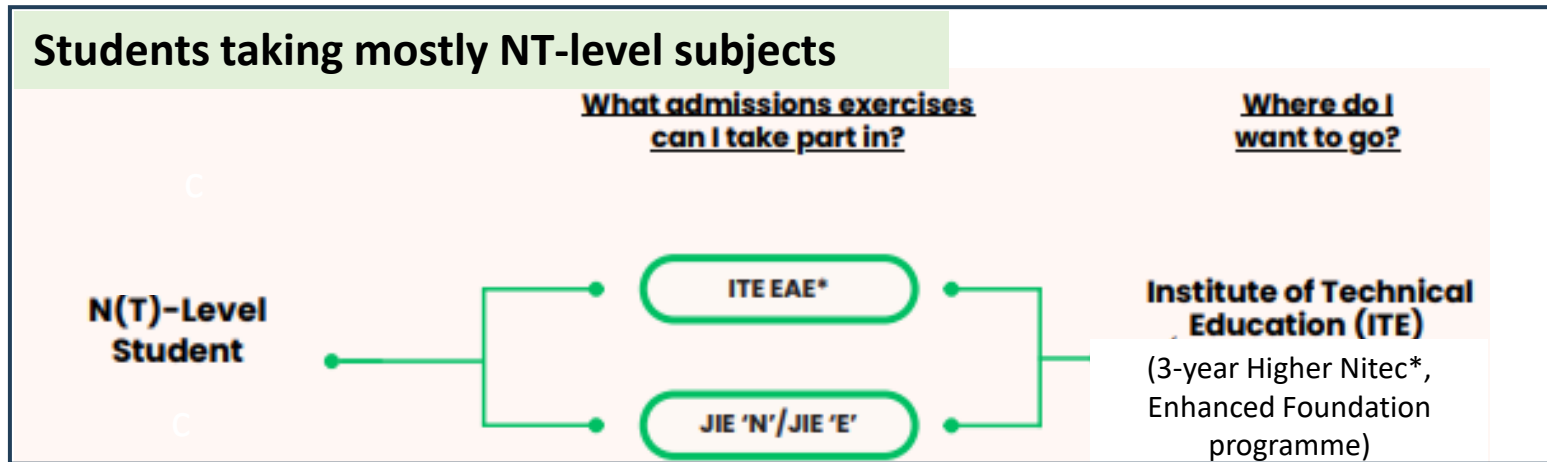 Students taking mostly NT-level subjects
What admissions exercises
can I take part in?
Where do I
want to go?
C
N(T)-Level
Student
ITE EAE*
JIE 'N'/JIE 'E'
Institute of Technical
Education (ITE)
(3-year Higher Nitec*,
Enhanced Foundation
programme)
C